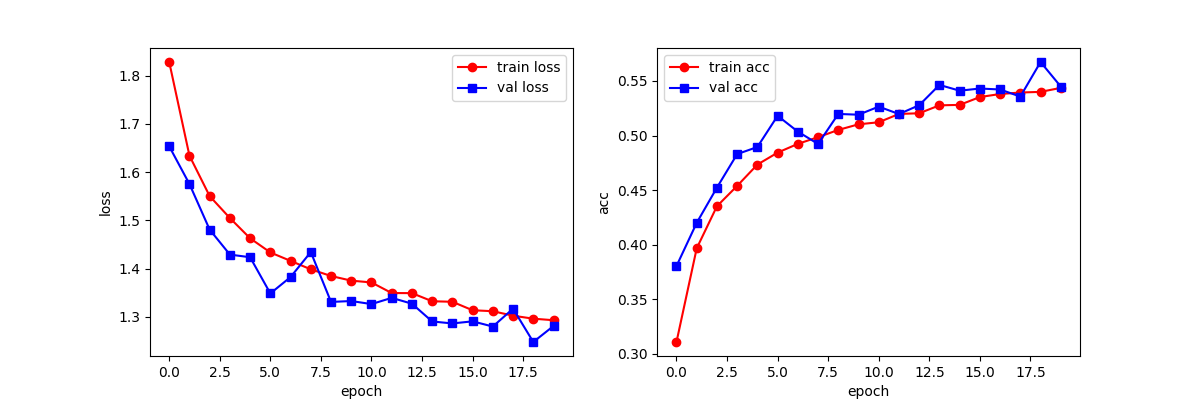 train loss
val loss
1.8
1.7
1.6
1.5
1.4
1.3
loss
0.0 2.5 5.0 7.5 10.0 12.5 15.0 17.5
epoch
train acc
val acc
0.55
0.50
0.45
0.40
0.35
0.30
acc
0.0 2.5 5.0 7.5 10.0 12.5 15.0 17.5
epoch